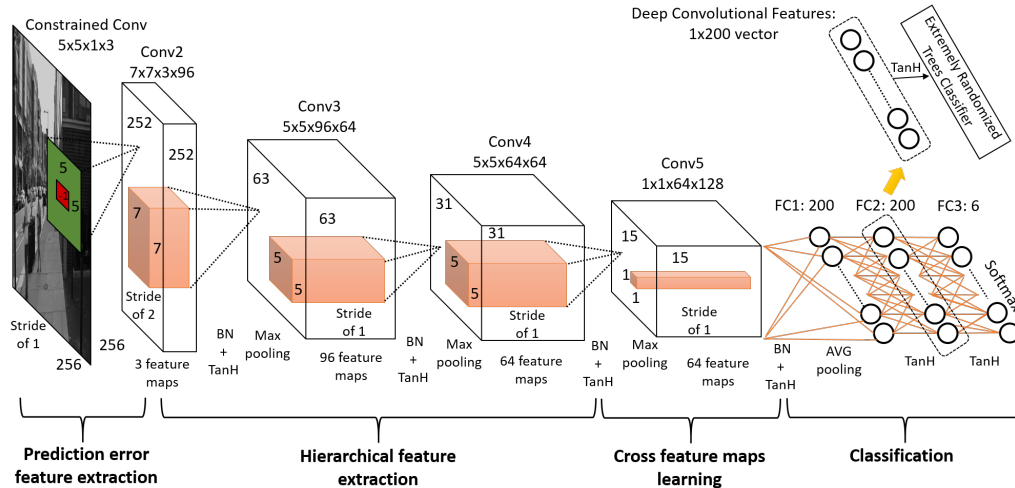 Constrained Conv
5x5x1x3
Conv2
7x7x3x96
Conv3
5x5x96x64
Conv4
5x5x64x64
Conv5
1x1x64x128
Deep Convolutional Features:
1x200 vector
TanH
Extremely Randomized
Trees Classifier
5
5
-1
252
252
7
7
63
63
5
5
31
31
5
5
15
15
1
1
FC1: 200
FC2: 200
FC3: 6
Softmax
Stride
of 1
256
256
Stride
of 2
3 feature
maps
BN
+
TanH
Max
pooling
Stride
of 1
96 feature
maps
BN
+
TanH
Max
pooling
Stride
of 1
64 feature
maps
BN
+
TanH
Max
pooling
Stride
of 1
64 feature
maps
BN
+
TanH
AVG
pooling
TanH
TanH
Prediction error
feature extraction
Hierarchical feature
extraction
Cross feature maps
learning
Classification